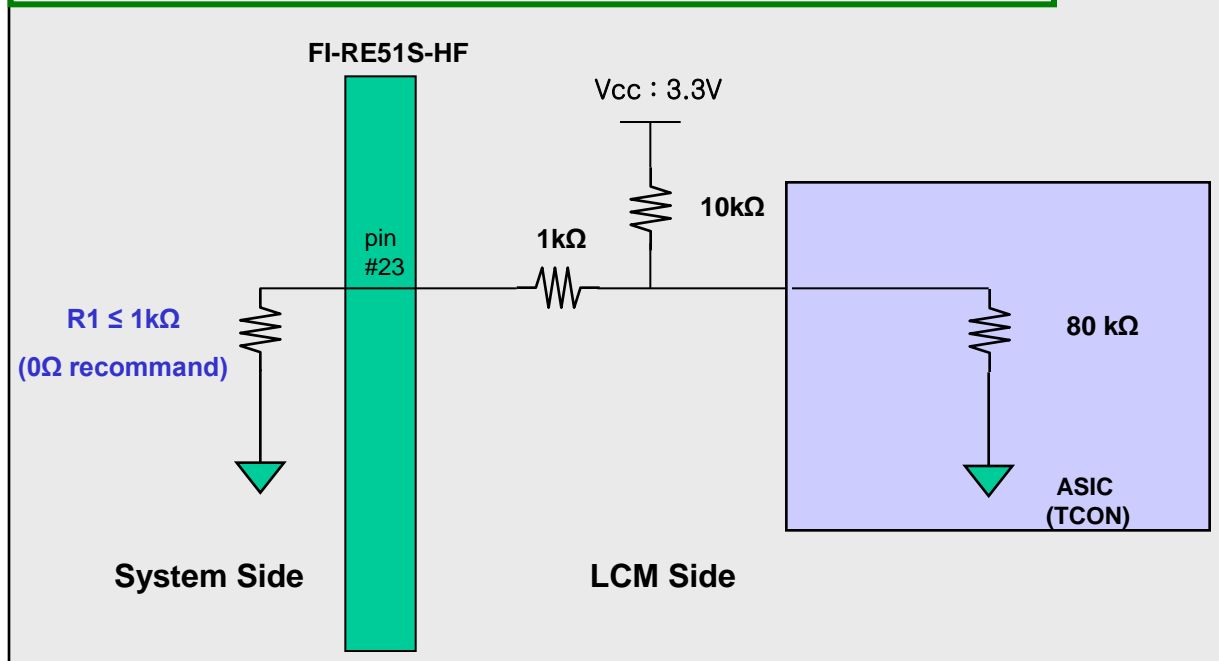 FI-RE51S-HF
Vcc : 3.3V
10kΩ
1kΩ
pin
#23
R1 ≤ 1kΩ
(0Ω recommand)
80 kΩ
ASIC
(TCON)
System Side
LCM Side